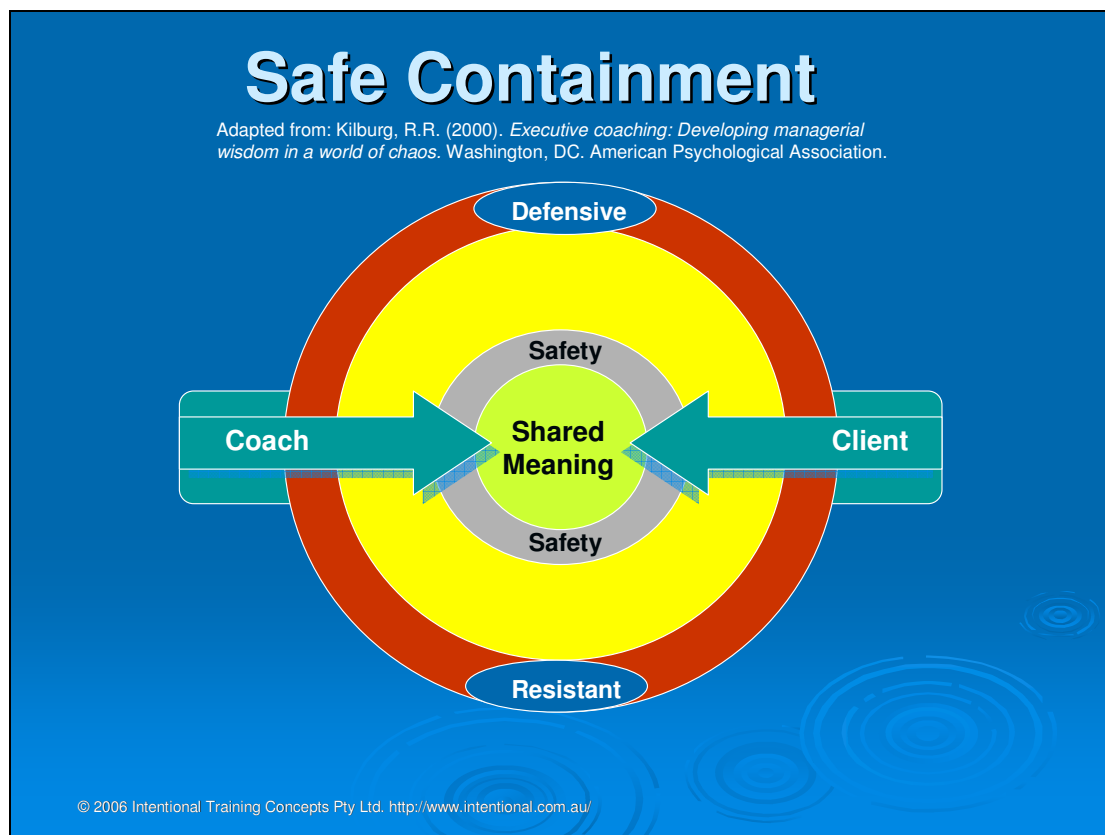 Safe Containment
Adapted from: Kilburg, R.R. (2000). Executive coaching: Developing managerial
wisdom in a world of chaos. Washington, DC. American Psychological Association.
Defensive
Safety
Coach
Shared
Meaning
Client
Safety
Resistant
© 2006 Intentional Training Concepts Pty Ltd. http://www.intentional.com.au/